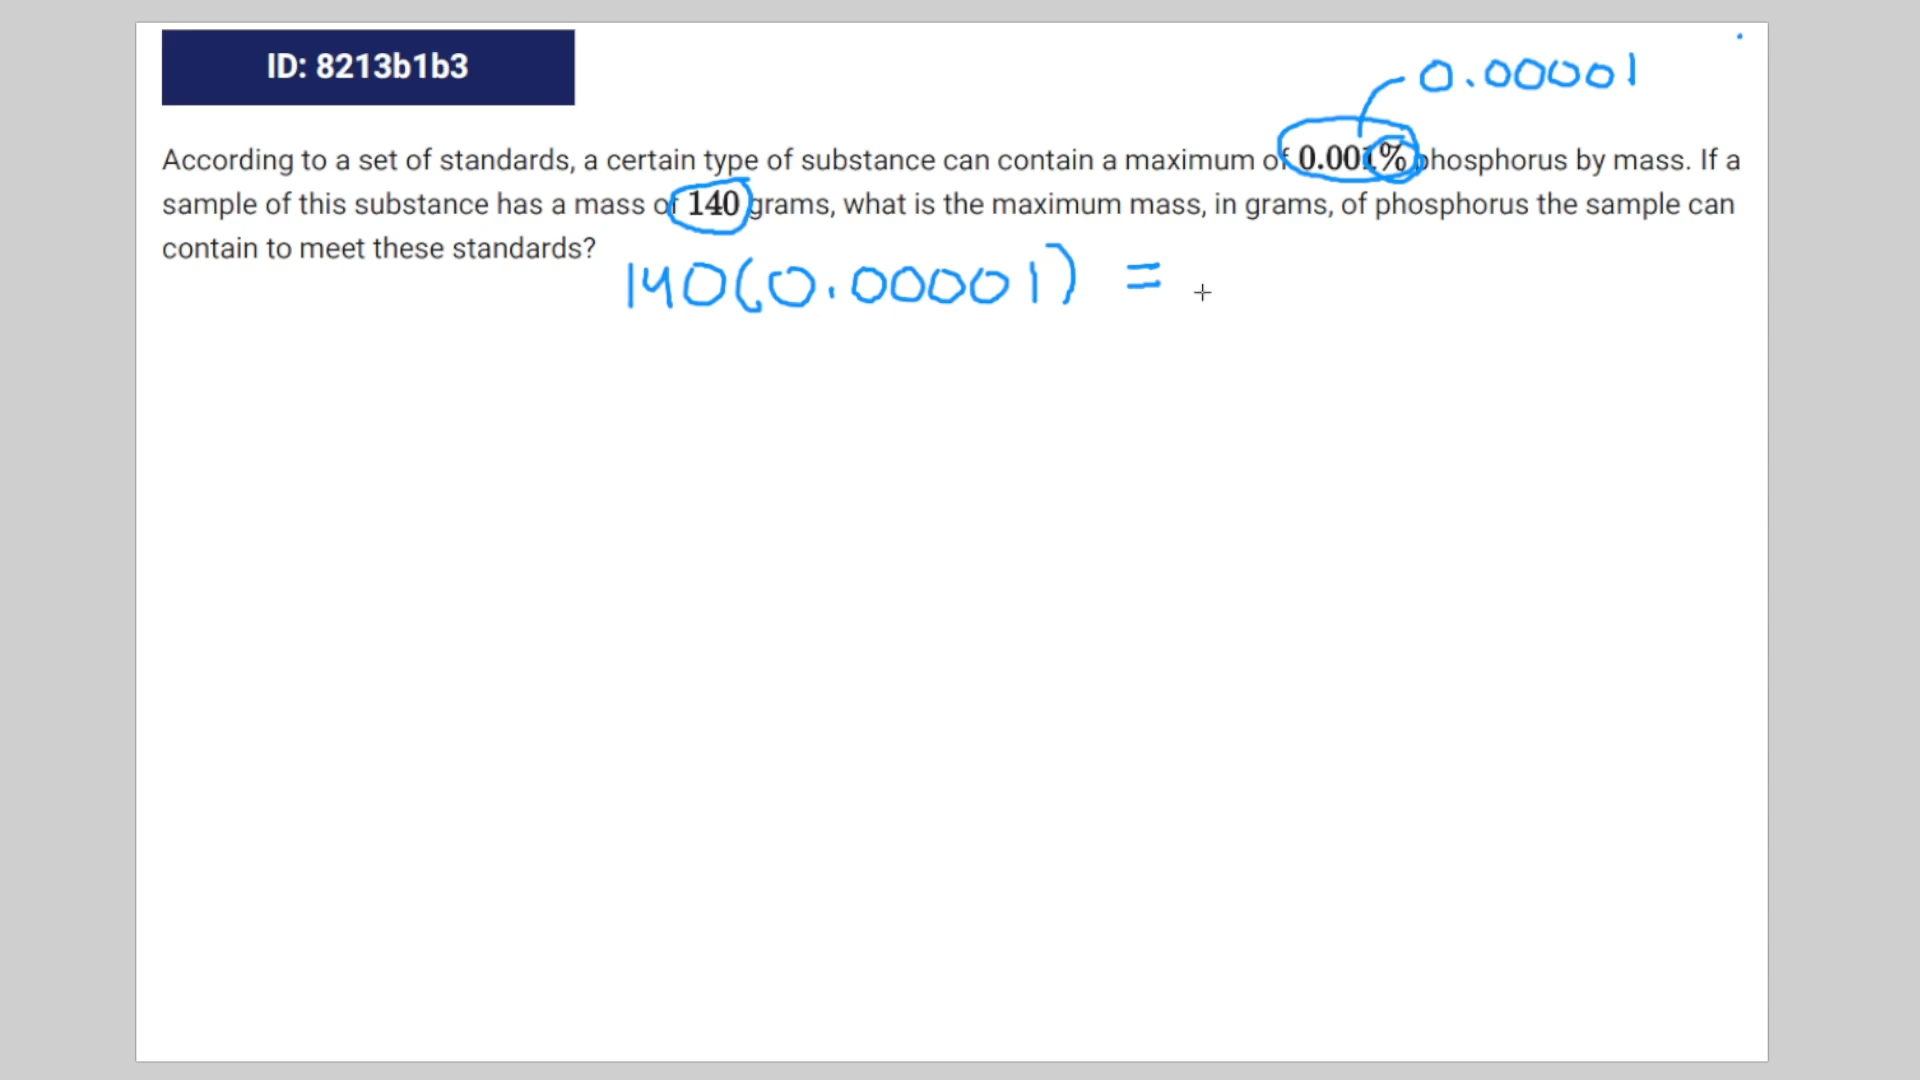 ID: 8213b1b3
0.00001
According to a set of standards, a certain type of substance can contain a maximum of 0.001% phosphorus by mass. If a
sample of this substance has a mass of 140 grams, what is the maximum mass, in grams, of phosphorus the sample can
contain to meet these standards?
140(0.00001) =